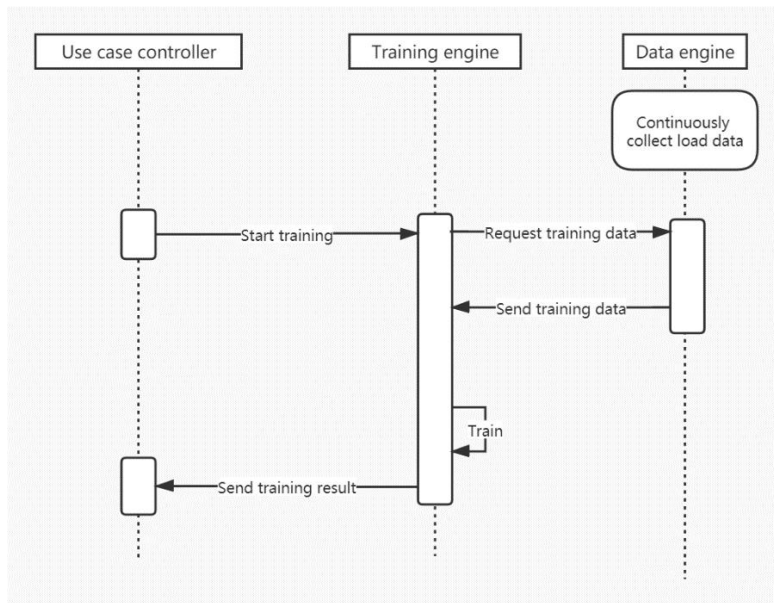 Use case controller
Training engine
Data engine
Continuously
collect load data
Start training
Request training data
Send training data
Train
Send training result